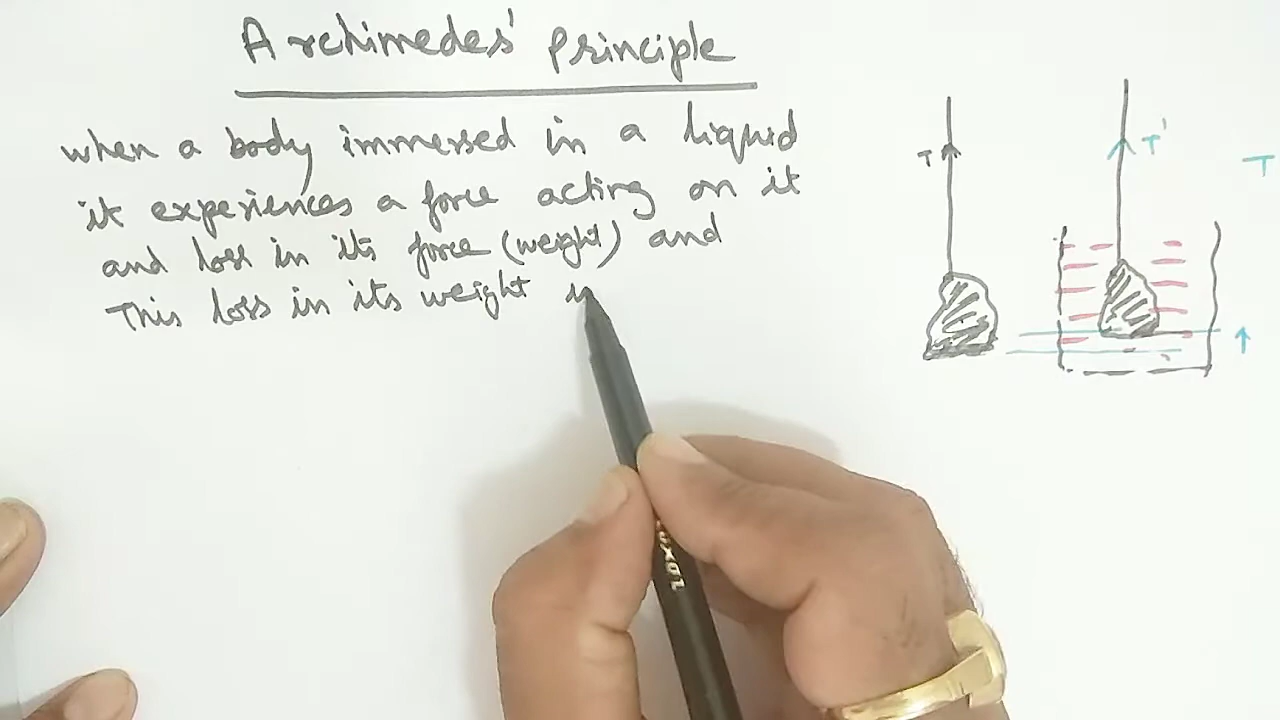 Archimedes' Principle
when a body immersed in a liquid
it experiences a force acting on it
and loss in its force (weight) and
This loss in its weight
T
T'
T
LUXOR